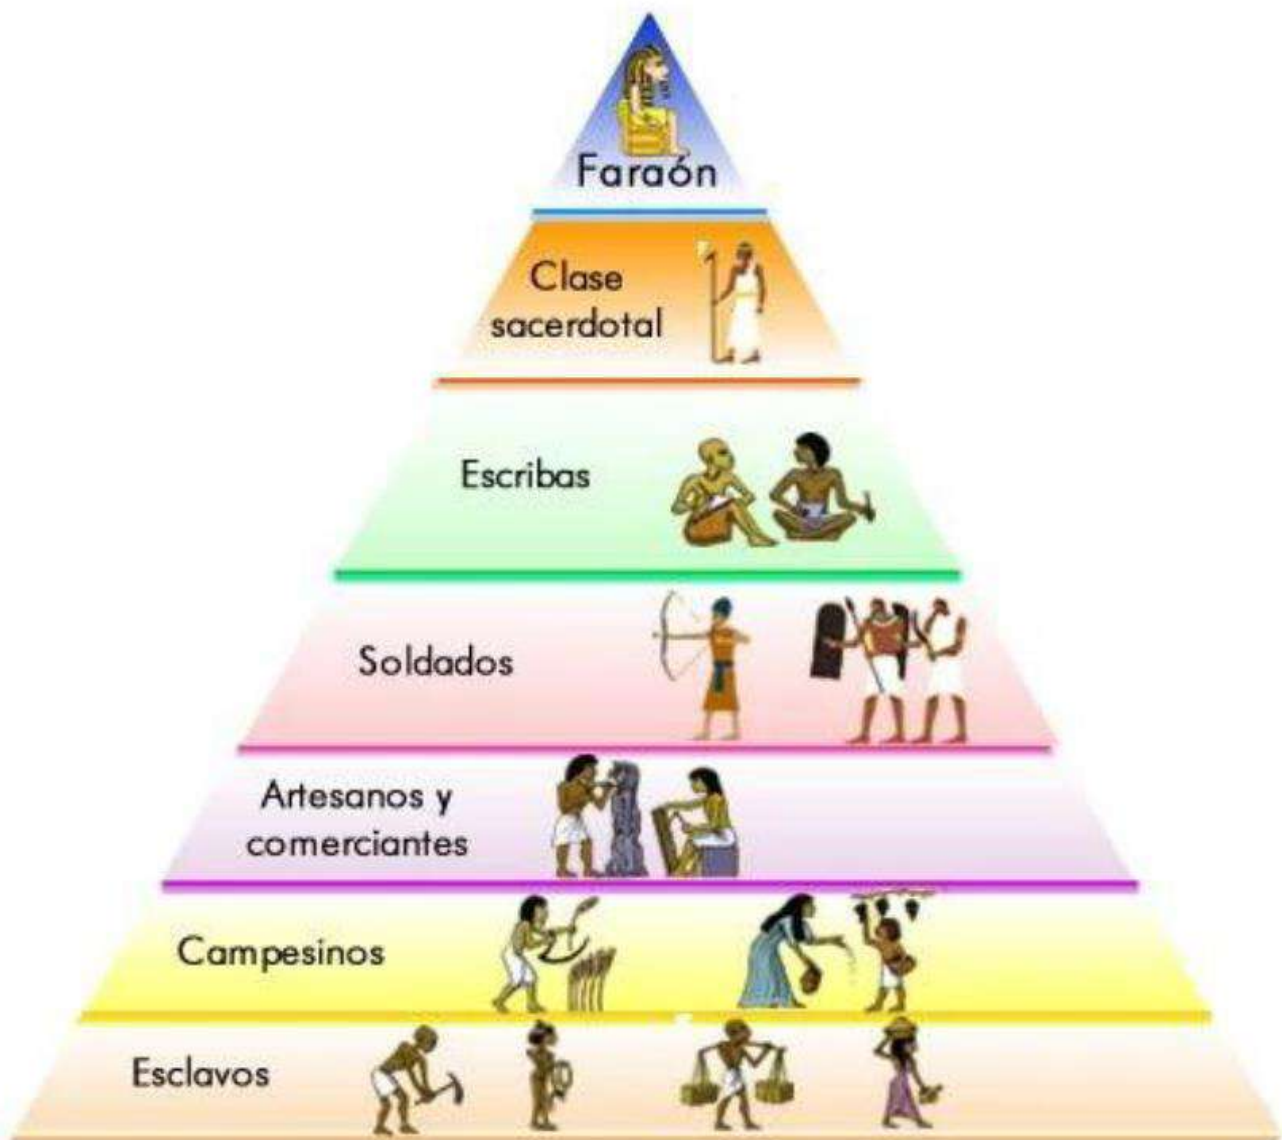 Faraón
Clase
sacerdotal
Escribas
Soldados
Artesanos y
comerciantes
Campesinos
Esclavos